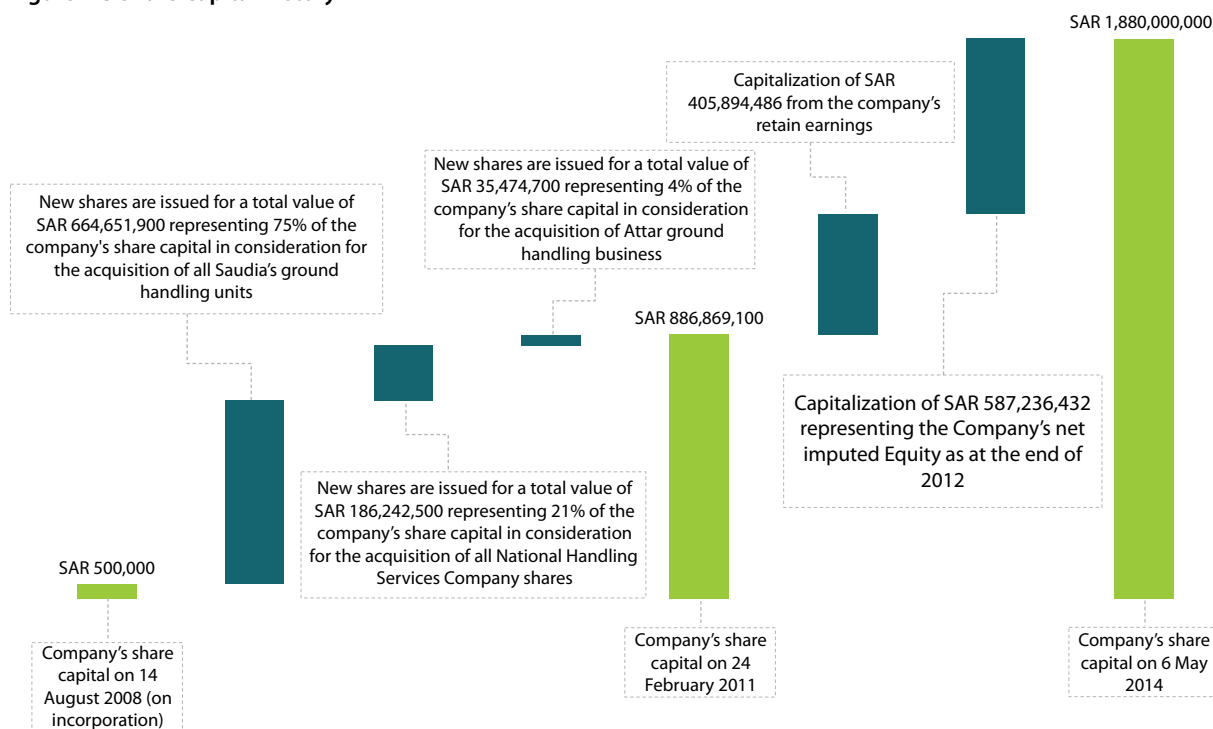 SAR 1,880,000,000
Capitalization of SAR
405,894,486 from the company's
retain earnings
New shares are issued for a total value of
SAR 35,474,700 representing 4% of the
company's share capital in consideration
for the acquisition of Attar ground
handling business
New shares are issued for a total value of
SAR 664,651,900 representing 75% of the
company's share capital in consideration for
the acquisition of all Saudia's ground
handling units
SAR 886,869,100
Capitalization of SAR 587,236,432
representing the Company's net
imputed Equity as at the end of
2012
New shares are issued for a total value of
SAR 186,242,500 representing 21% of the
company's share capital in consideration
for the acquisition of all National Handling
Services Company shares
SAR 500,000
Company's share
capital on 14
August 2008 (on
incorporation)
Company's share
capital on 24
February 2011
Company's share
capital on 6 May
2014